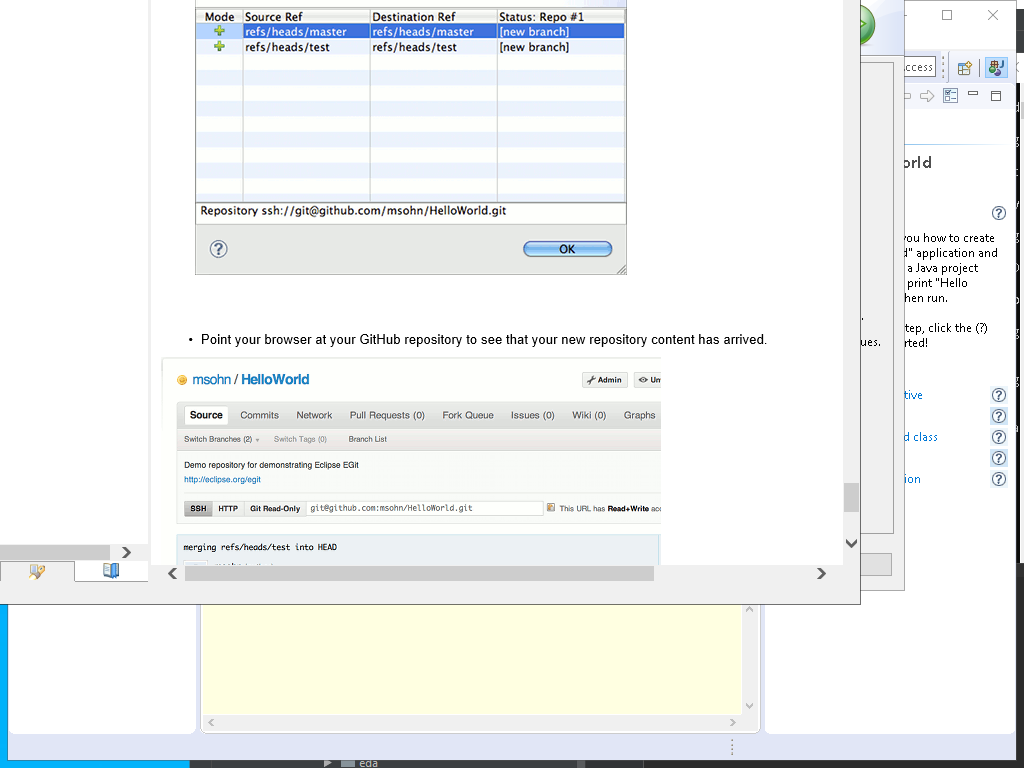 Mode Source Ref Destination Ref Status: Repo #1
refs/heads/master refs/heads/master [new branch]
refs/heads/test refs/heads/test [new branch]
Repository ssh://git@github.com/msohn/HelloWorld.git
? OK
• Point your browser at your GitHub repository to see that your new repository content has arrived.
msohn / HelloWorld Admin
Source Commits Network Pull Requests (0) Fork Queue Issues (0) Wiki (0) Graphs
Switch Branches (2) Switch Tags (0) Branch List
Demo repository for demonstrating Eclipse EGit
http://eclipse.org/egit
SSH HTTP Git Read-Only git@github.com:msohn/HelloWorld.git This URL has Read+Write
merging refs/heads/test into HEAD
ccess
orld
you how to create
d" application and
a Java project
print "Hello
hen run.
tep, click the (?)
rted!
ues.
tive
d class
ion
eda